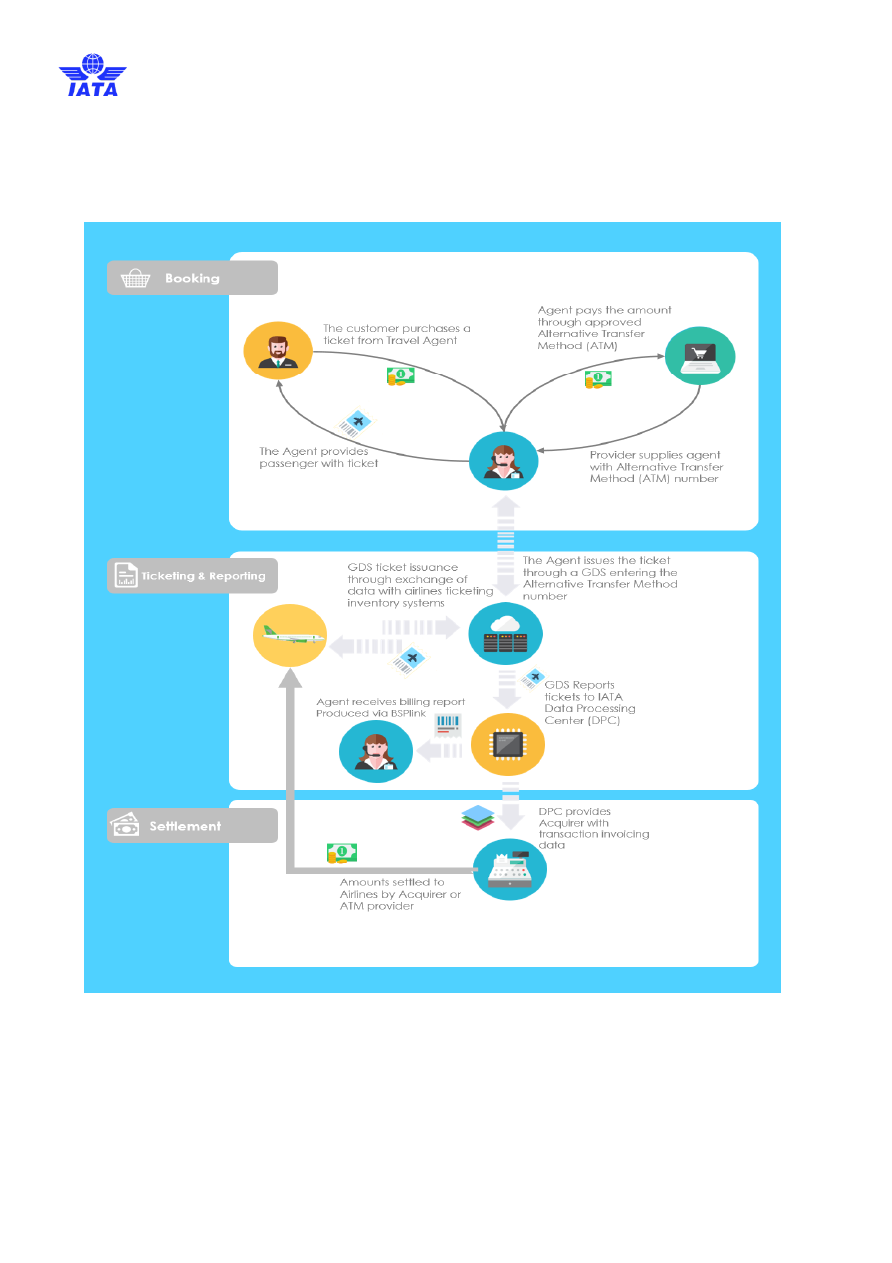 IATA
Booking
The customer purchases a
ticket from Travel Agent
Agent pays the amount
through approved
Alternative Transfer
Method (ATM)
The Agent provides
passenger with ticket
Provider supplies agent
with Alternative Transfer
Method (ATM) number
Ticketing & Reporting
GDS ticket issuance
through exchange of
data with airlines ticketing
inventory systems
The Agent issues the ticket
through a GDS entering the
Alternative Transfer Method
number
GDS Reports
tickets to IATA
Data Processing
Center (DPC)
Agent receives billing report
Produced via BSPlink
Settlement
DPC provides
Acquirer with
transaction invoicing
data
Amounts settled to
Airlines by Acquirer or
ATM provider